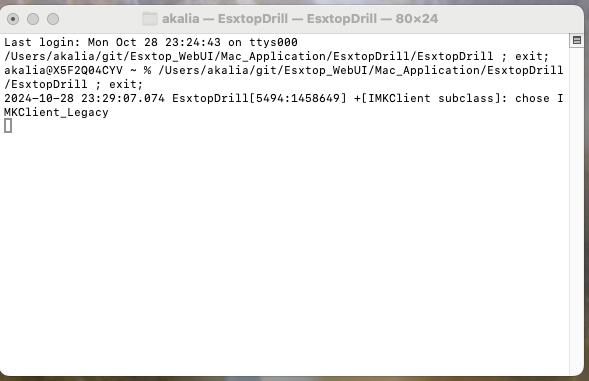 akalia — EsxtopDrill — EsxtopDrill — 80×24
Last login: Mon Oct 28 23:24:43 on ttys000
/Users/akalia/git/Esxtop_WebUI/Mac_Application/EsxtopDrill/EsxtopDrill ; exit;
akalia@X5F2Q04CYV ~ % /Users/akalia/git/Esxtop_WebUI/Mac_Application/EsxtopDrill
/EsxtopDrill ; exit;
2024-10-28 23:29:07.074 EsxtopDrill[5494:1458649] +[IMKClient subclass]: chose I
MKClient_Legacy